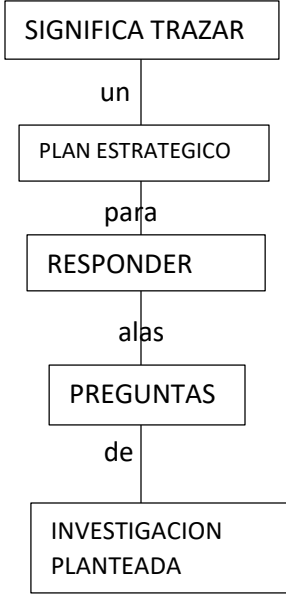 SIGNIFICA TRAZAR
un
PLAN ESTRATEGICO
para
RESPONDER
alas
PREGUNTAS
de
INVESTIGACION
PLANTEADA